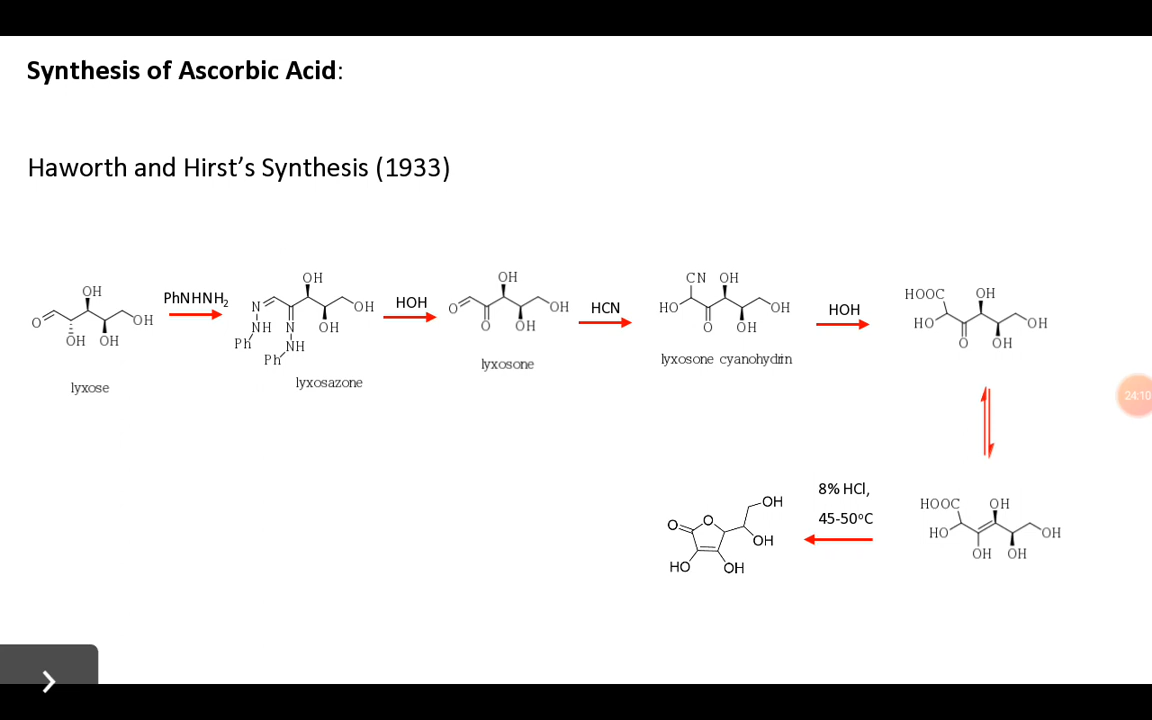 Synthesis of Ascorbic Acid:
Haworth and Hirst's Synthesis (1933)
OH
O
OH
OH OH
lyxose
PhNHNH2
OH
N
OH
NH N OH
Ph NH
Ph
lyxosazone
HOH
OH
O
OH
O OH
lyxosone
HCN
CN OH
HO
OH
O OH
lyxosone cyanohydrin
HOH
HOOC OH
HO
OH
O OH
24:10
HOOC OH
HO
OH
OH OH
8% HCl,
45-50°C
OH
O O
OH
HO OH